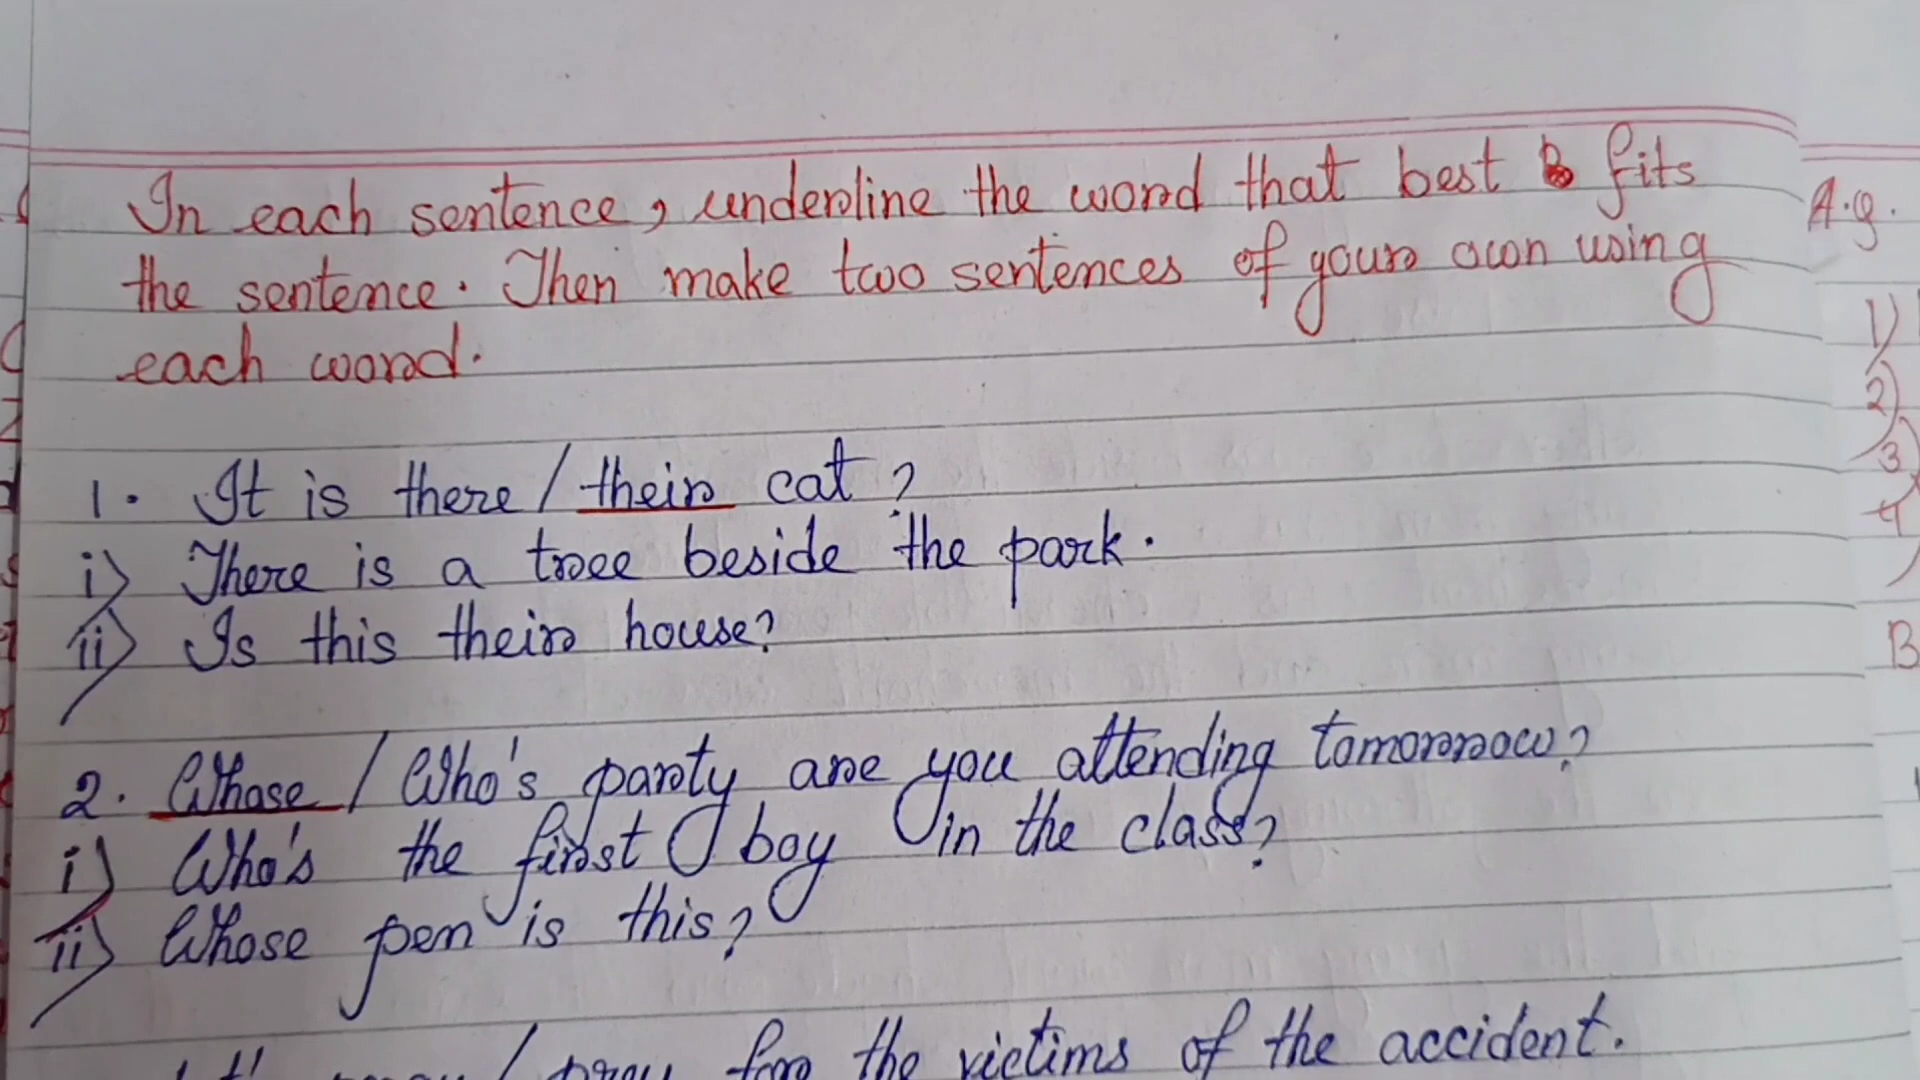 In each sentence, underline the word that best fits
the sentence. Then make two sentences of your own using
each word.
1. It is there / their cat?
i) There is a tree beside the park.
ii) Is this their house?
2. Whose / Who's party are you attending tomorrow?
i) Who's the first boy in the class?
ii) Whose pen is this?
/ pray for the victims of the accident.
A.g.
1)
2)
3)
4
B